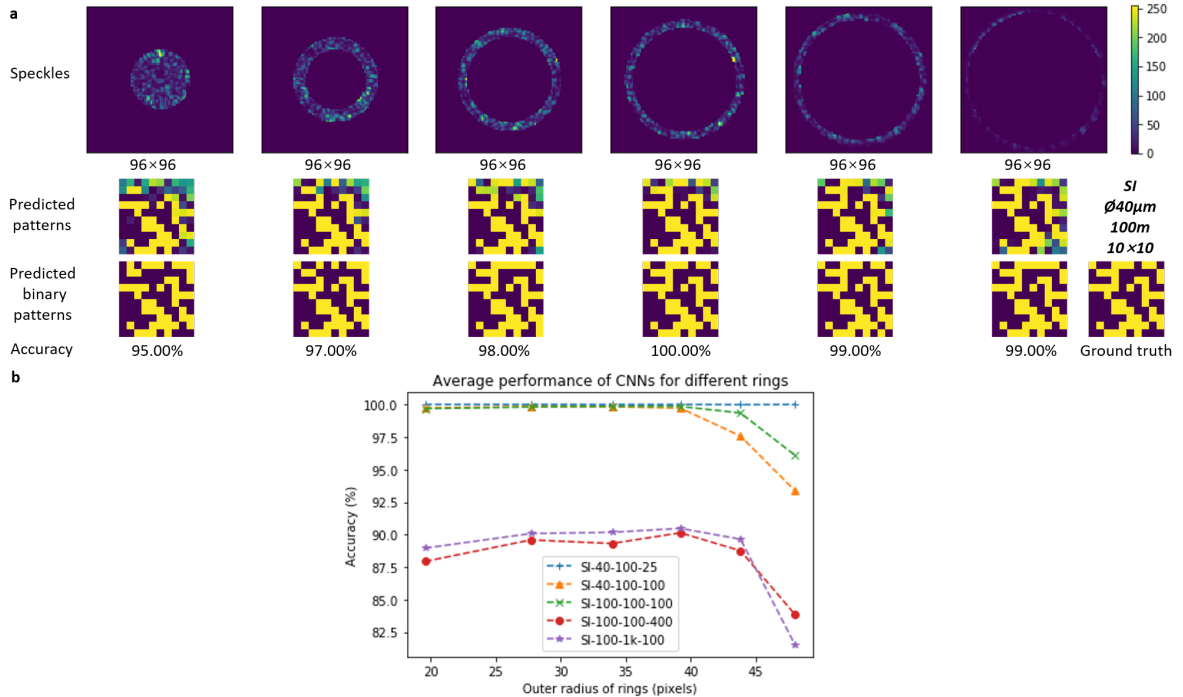 a
Speckles
250
200
150
100
50
0
96×96 96×96 96×96 96×96 96×96 96×96
Predicted
patterns
SI
Ø40μm
100m
10×10
Predicted
binary
patterns
Accuracy 95.00% 97.00% 98.00% 100.00% 99.00% 99.00% Ground truth
b
Average performance of CNNs for different rings
Accuracy (%)
100.0
97.5
95.0
92.5
90.0
87.5
85.0
82.5
SI-40-100-25
SI-40-100-100
SI-100-100-100
SI-100-100-400
SI-100-1k-100
20 25 30 35 40 45
Outer radius of rings (pixels)